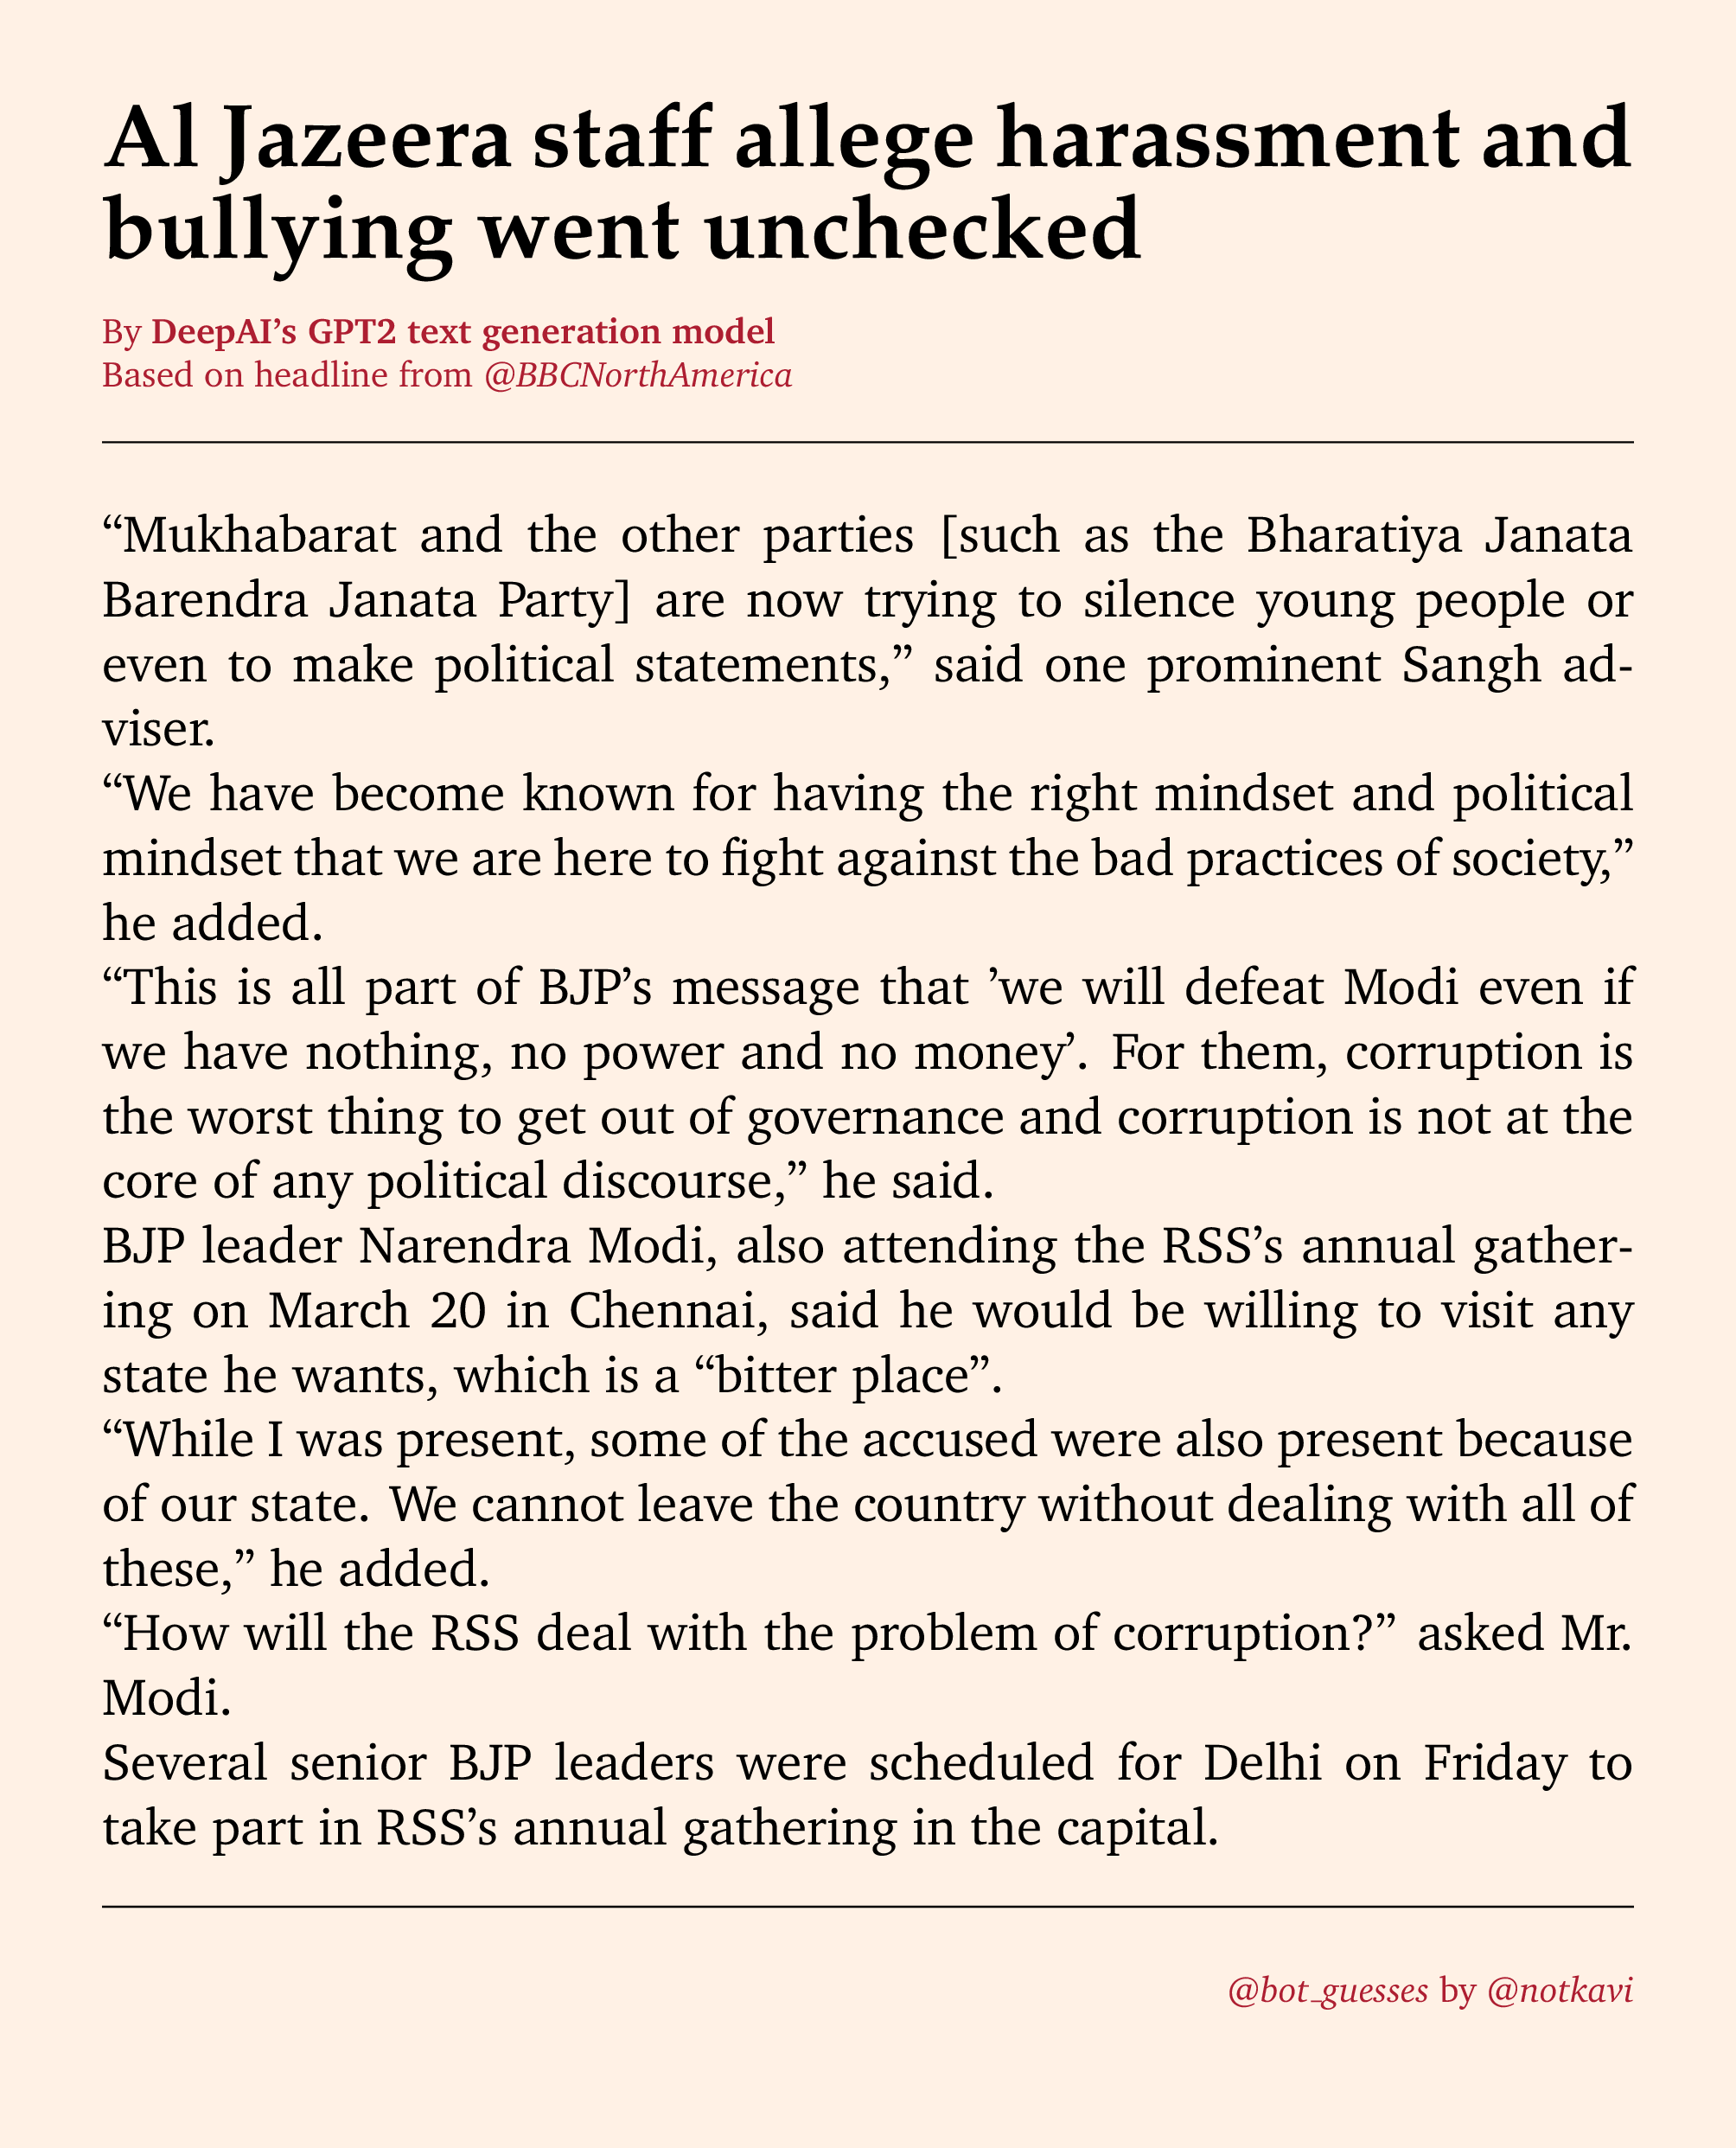 Al Jazeera staff allege harassment and
bullying went unchecked
By DeepAI’s GPT2 text generation model
Based on headline from @BBCNorthAmerica
“Mukhabarat and the other parties [such as the Bharatiya Janata
Barendra Janata Party] are now trying to silence young people or
even to make political statements,” said one prominent Sangh ad-
viser.
“We have become known for having the right mindset and political
mindset that we are here to fight against the bad practices of society,”
he added.
“This is all part of BJP’s message that ’we will defeat Modi even if
we have nothing, no power and no money’. For them, corruption is
the worst thing to get out of governance and corruption is not at the
core of any political discourse,” he said.
BJP leader Narendra Modi, also attending the RSS’s annual gather-
ing on March 20 in Chennai, said he would be willing to visit any
state he wants, which is a “bitter place”.
“While I was present, some of the accused were also present because
of our state. We cannot leave the country without dealing with all of
these,” he added.
“How will the RSS deal with the problem of corruption?” asked Mr.
Modi.
Several senior BJP leaders were scheduled for Delhi on Friday to
take part in RSS’s annual gathering in the capital.
@bot_guesses by @notkavi